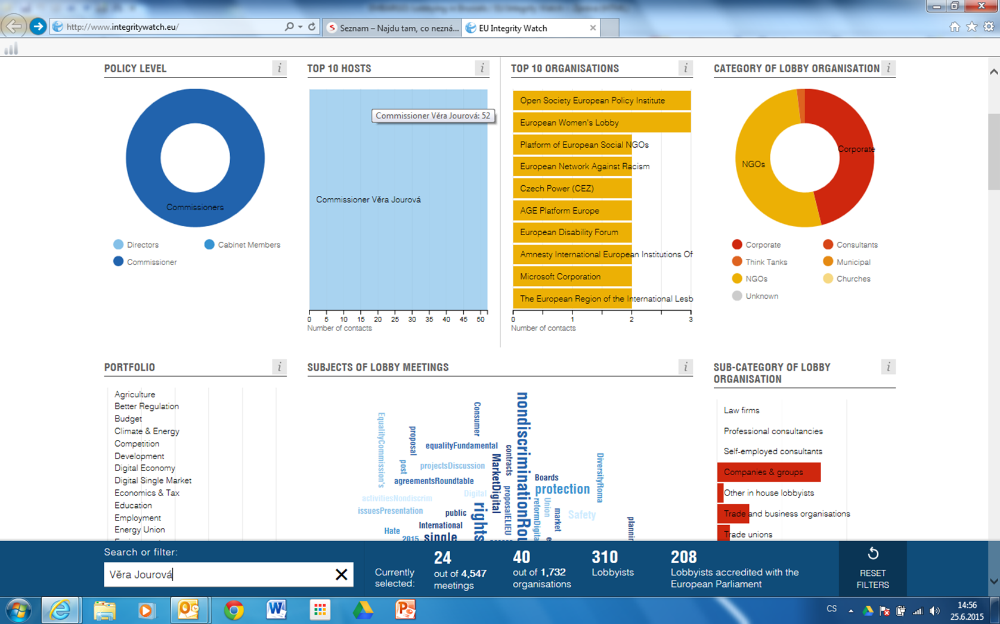 http://www.integritywatch.eu/
Seznam – Najdu tam, co nezná...
EU Integrity Watch
POLICY LEVEL
i
Commissioners
Directors
Cabinet Members
Commissioner
TOP 10 HOSTS
i
Commissioner Věra Jourová: 52
Commissioner Věra Jourová
0 5 10 15 20 25 30 35 40 45 50
Number of contacts
TOP 10 ORGANISATIONS
i
Open Society European Policy Institute
European Women's Lobby
Platform of European Social NGOs
European Network Against Racism
Czech Power (CEZ)
AGE Platform Europe
European Disability Forum
Amnesty International European Institutions Of
Microsoft Corporation
The European Region of the International Lesb
0 1 2 3
Number of contacts
CATEGORY OF LOBBY ORGANISATION
i
Corporate
NGOs
Corporate
Consultants
Think Tanks
Municipal
NGOs
Churches
Unknown
PORTFOLIO
i
Agriculture
Better Regulation
Budget
Climate & Energy
Competition
Development
Digital Economy
Digital Single Market
Economics & Tax
Education
Employment
Energy Union
SUBJECTS OF LOBBY MEETINGS
i
EqualityCommission's
proposal
Consumer
nondiscriminationRou
equalityFundamental
contracts
post
projectsDiscussion
MarketDigital
DiversityRoma
agreementsRoundtable
Boards
protection
activitiesNondiscrim
Digital
proposalELIEU
reformDigita
Union
issuesPresentation
public
rights
market
Safety
International
Hate
2015
single
plannin
SUB-CATEGORY OF LOBBY
ORGANISATION
i
Law firms
Professional consultancies
Self-employed consultants
Companies & groups
Other in house lobbyists
Trade and business organisations
Trade unions
Search or filter:
Věra Jourová
Currently
selected:
24
out of 4,547
meetings
40
out of 1,732
organisations
310
Lobbyists
208
Lobbyists accredited with the
European Parliament
RESET
FILTERS
CS
14:56
25.6.2015